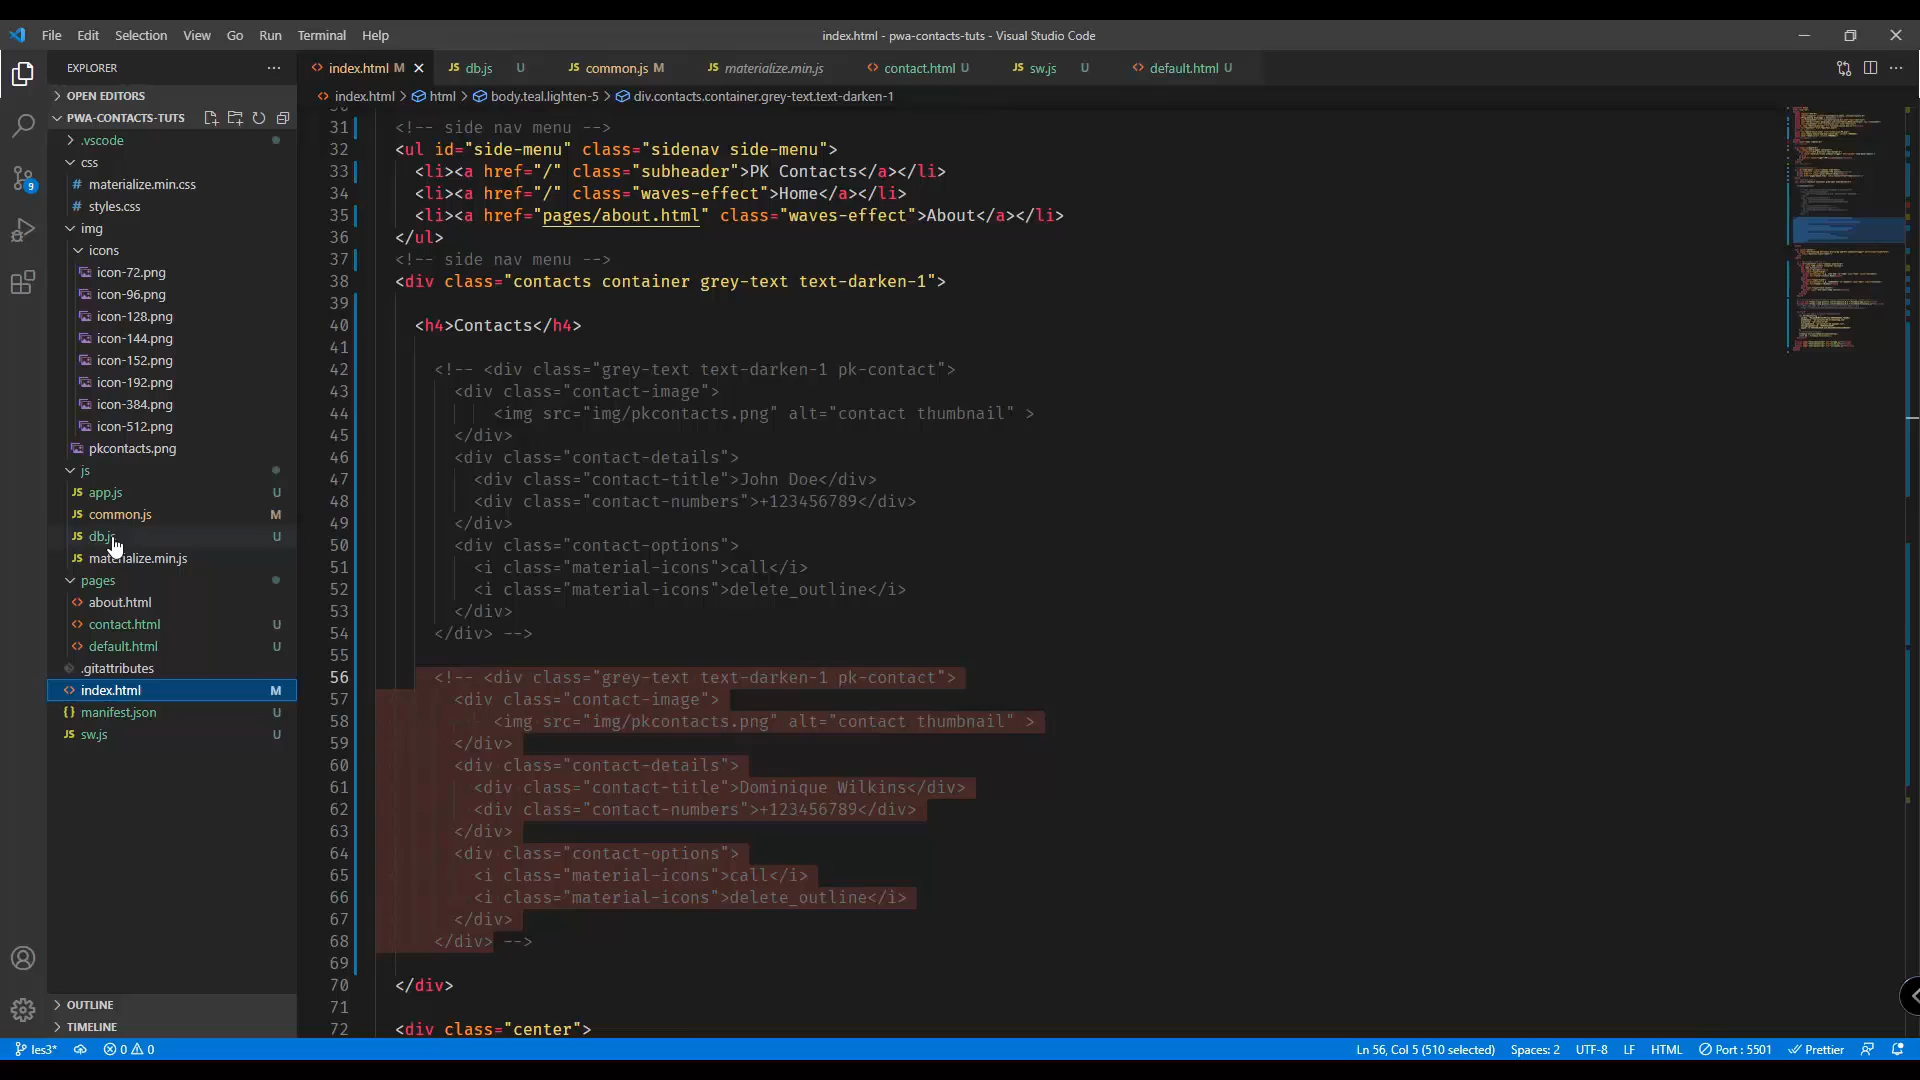 File Edit Selection View Go Run Terminal Help
index.html - pwa-contacts-tuts - Visual Studio Code
EXPLORER
OPEN EDITORS
PWA-CONTACTS-TUTS
.vscode
css
materialize.min.css
styles.css
img
icons
icon-72.png
icon-96.png
icon-128.png
icon-144.png
icon-152.png
icon-192.png
icon-384.png
icon-512.png
pkcontacts.png
js
app.js U
common.js M
db.js U
materialize.min.js
pages
about.html
contact.html U
default.html U
.gitattributes
index.html M
manifest.json U
sw.js U
OUTLINE
TIMELINE
9
index.html M db.js U common.js M materialize.min.js contact.html U sw.js U default.html U
index.html > html > body.teal.lighten-5 > div.contacts.container.grey-text.text-darken-1
31 <!-- side nav menu -->
32 <ul id="side-menu" class="sidenav side-menu">
33 <li><a href="/" class="subheader">PK Contacts</a></li>
34 <li><a href="/" class="waves-effect">Home</a></li>
35 <li><a href="pages/about.html" class="waves-effect">About</a></li>
36 </ul>
37 <!-- side nav menu -->
38 <div class="contacts container grey-text text-darken-1">
39
40 <h4>Contacts</h4>
41
42 <!-- <div class="grey-text text-darken-1 pk-contact">
43 <div class="contact-image">
44 <img src="img/pkcontacts.png" alt="contact thumbnail" >
45 </div>
46 <div class="contact-details">
47 <div class="contact-title">John Doe</div>
48 <div class="contact-numbers">+123456789</div>
49 </div>
50 <div class="contact-options">
51 <i class="material-icons">call</i>
52 <i class="material-icons">delete_outline</i>
53 </div>
54 </div> -->
55
56 <!-- <div class="grey-text text-darken-1 pk-contact">
57 <div class="contact-image">
58 <img src="img/pkcontacts.png" alt="contact thumbnail" >
59 </div>
60 <div class="contact-details">
61 <div class="contact-title">Dominique Wilkins</div>
62 <div class="contact-numbers">+123456789</div>
63 </div>
64 <div class="contact-options">
65 <i class="material-icons">call</i>
66 <i class="material-icons">delete_outline</i>
67 </div>
68 </div> -->
69
70 </div>
71
72 <div class="center">
les3* 0 0 Ln 56, Col 5 (510 selected) Spaces: 2 UTF-8 LF HTML Port : 5501 Prettier